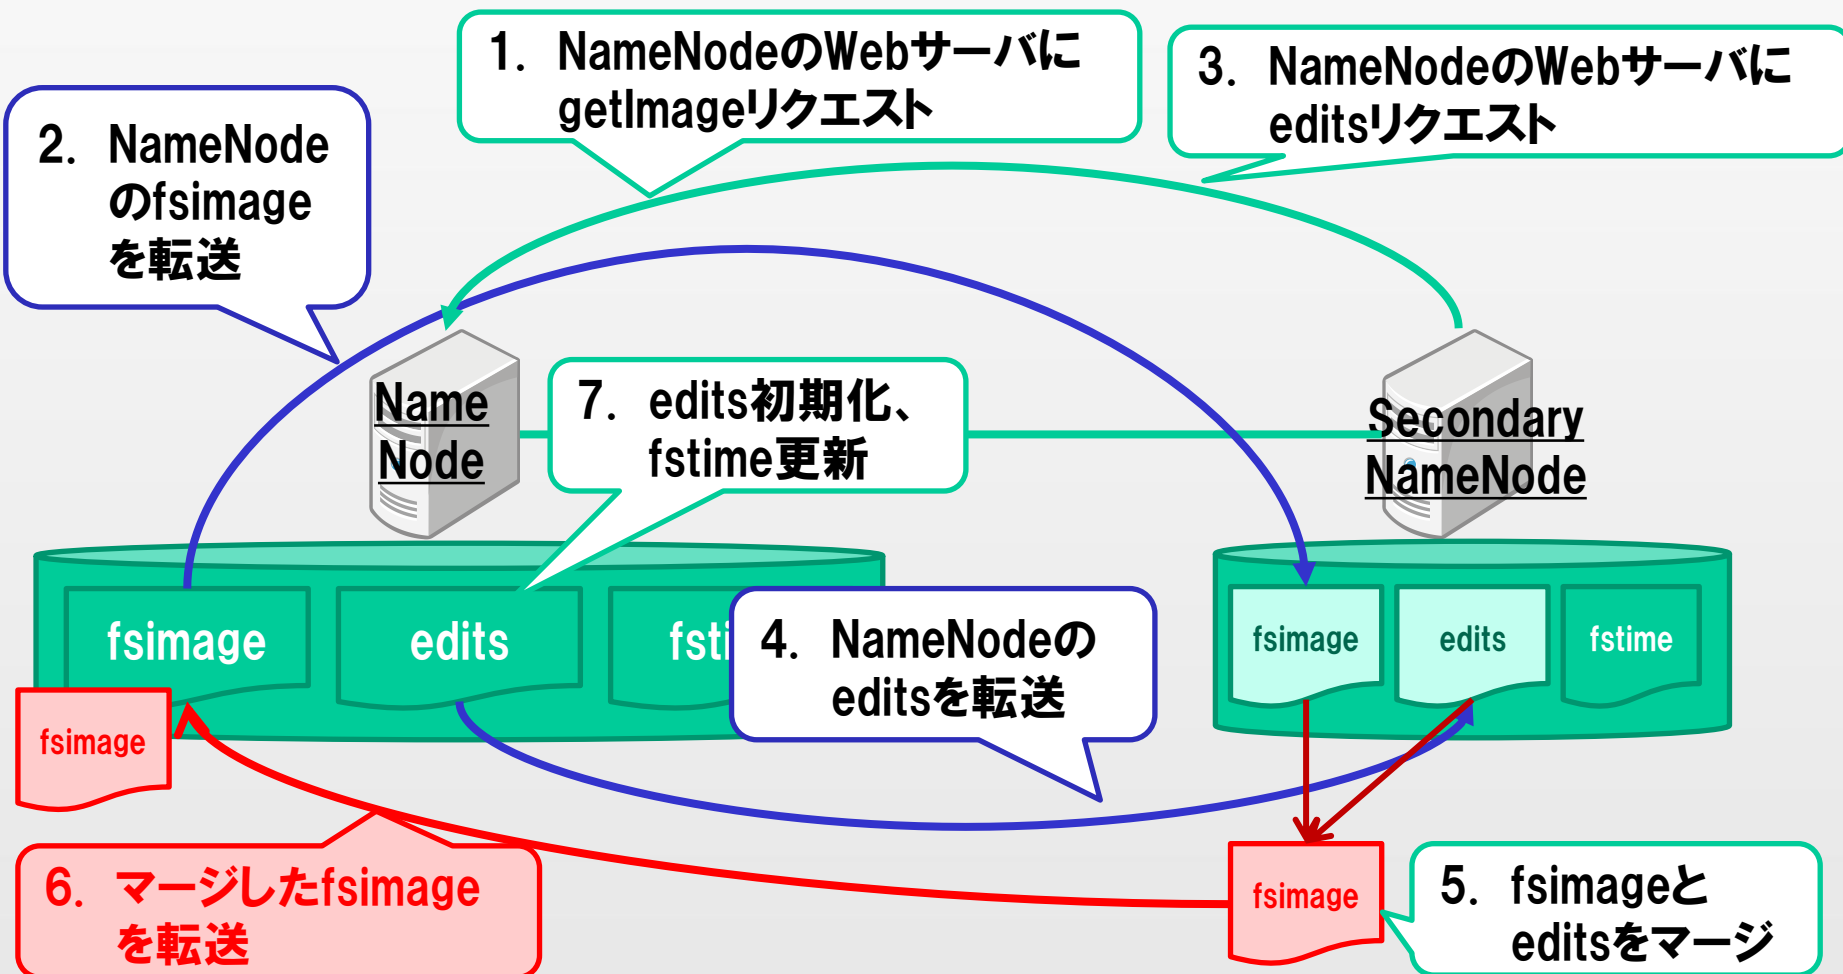 1. NameNodeのWebサーバに
getImageリクエスト
3. NameNodeのWebサーバに
editsリクエスト
2. NameNode
のfsimage
を転送
Name
Node
7. edits初期化、
fstime更新
Secondary
NameNode
fsimage
edits
fsti
4. NameNodeの
editsを転送
fsimage
edits
fstime
fsimage
6. マージしたfsimage
を転送
fsimage
5. fsimageと
editsをマージ